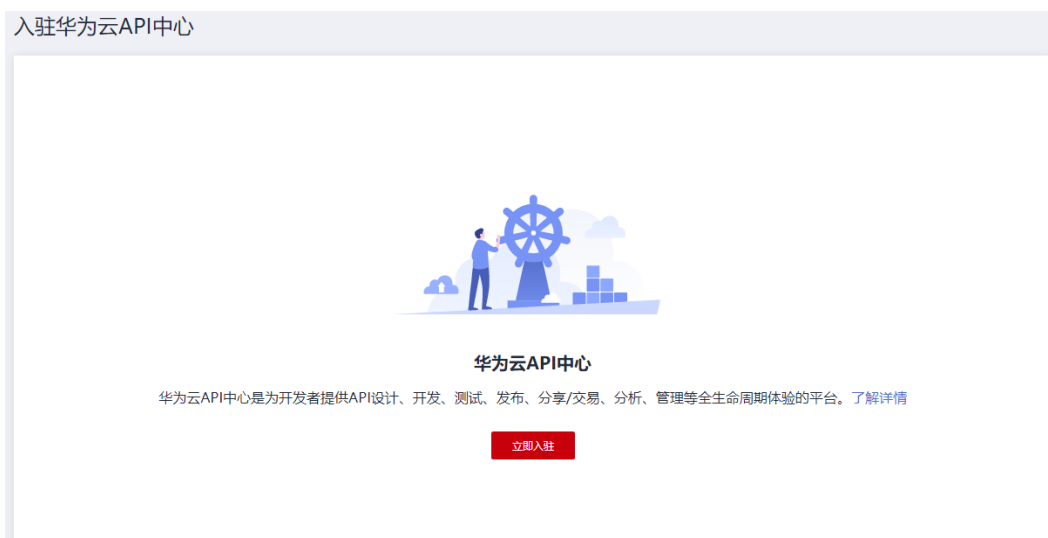 入驻华为云API中心
华为云API中心
华为云API中心是为开发者提供API设计、开发、测试、发布、分享/交易、分析、管理等全生命周期体验的平台。了解详情
立即入驻